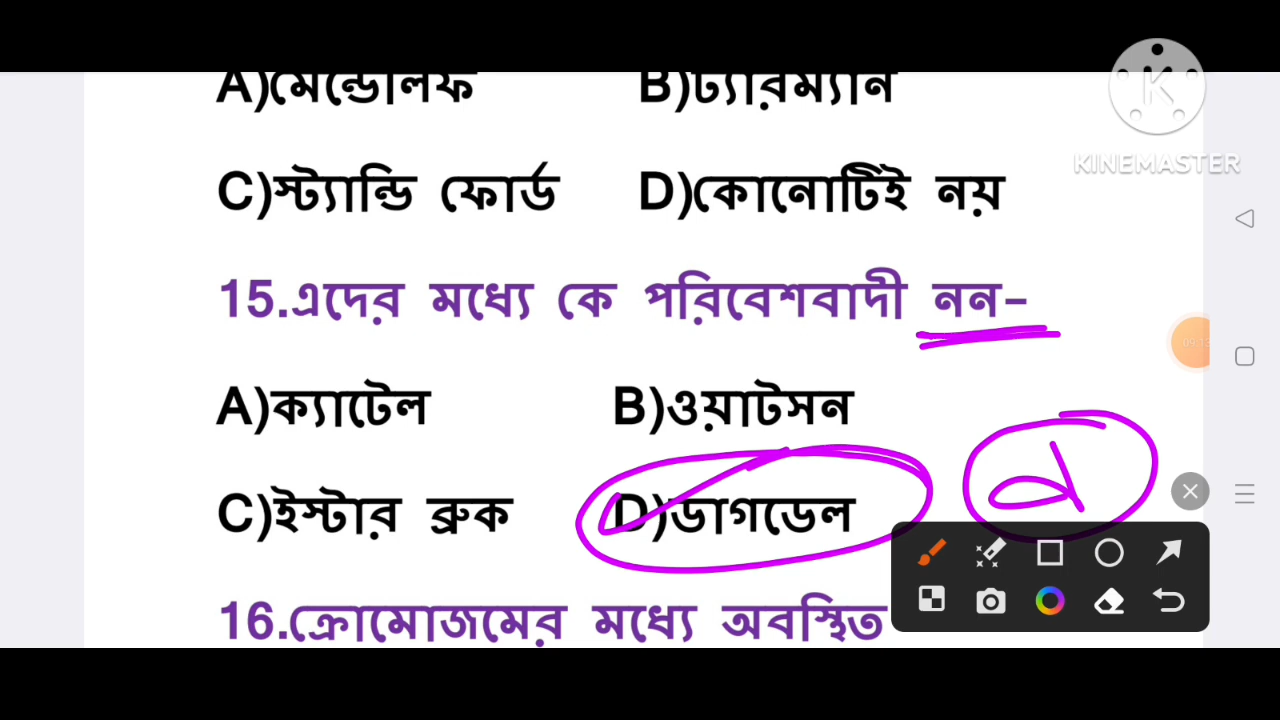 A)মেন্ডেলিফ B)ট্যারম্যান
KINEMASTER
C)স্ট্যান্ডি ফোর্ড D)কোনোটিই নয়
15.এদের মধ্যে কে পরিবেশবাদী নন–
A)ক্যাটেল B)ওয়াটসন
C)ইস্টার ব্রুক D)ডাগডেল
d
16.ক্রোমোজমের মধ্যে অবস্থিত